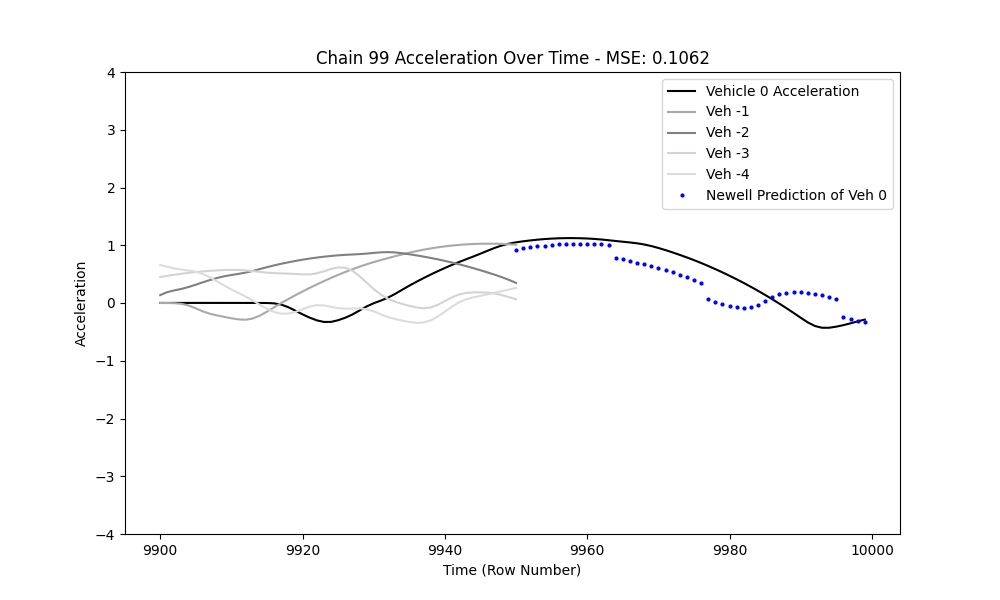 Chain 99 Acceleration Over Time - MSE: 0.1062
Vehicle 0 Acceleration
Veh -1
Veh -2
Veh -3
Veh -4
Newell Prediction of Veh 0
Acceleration
4
3
2
1
0
−1
−2
−3
−4
9900
9920
9940
9960
9980
10000
Time (Row Number)